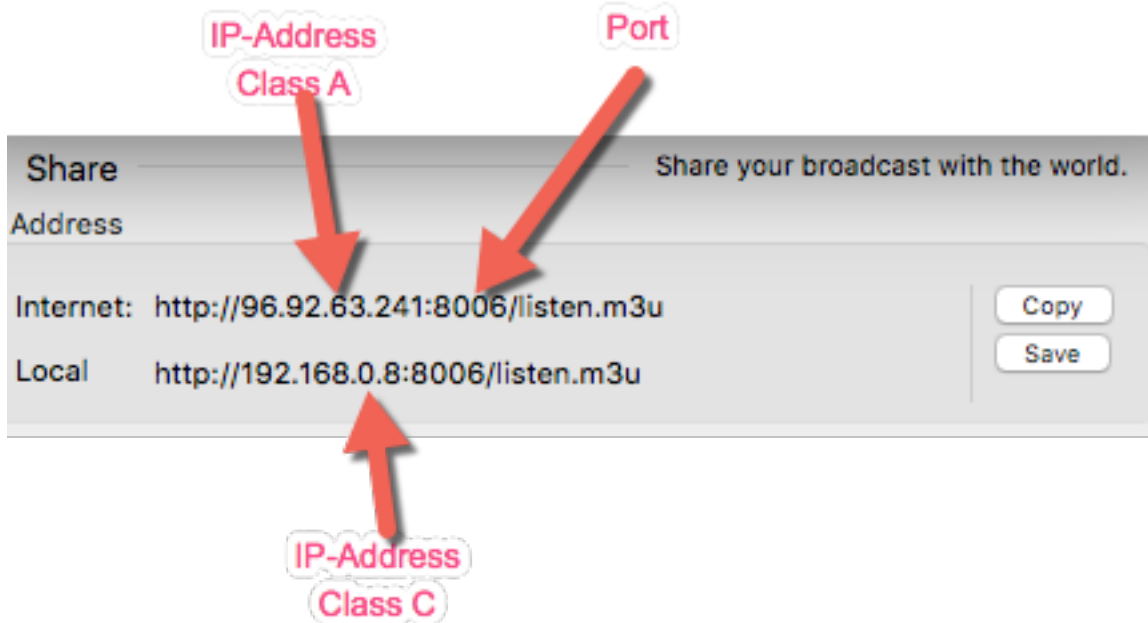 IP-Address
Class A
Port
Share
Share your broadcast with the world.
Address
Internet: http://96.92.63.241:8006/listen.m3u
Copy
Local http://192.168.0.8:8006/listen.m3u
Save
IP-Address
Class C